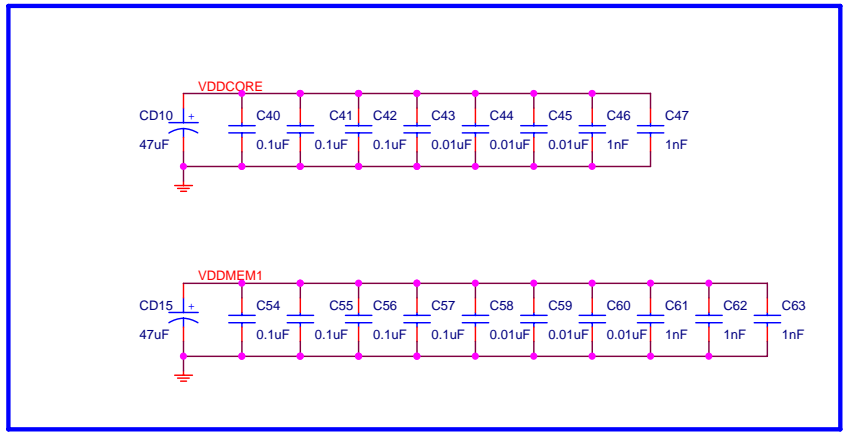 VDDCORE
CD10 + C40 C41 C42 C43 C44 C45 C46 C47
47uF 0.1uF 0.1uF 0.1uF 0.01uF 0.01uF 0.01uF 1nF 1nF
VDDMEM1
CD15 + C54 C55 C56 C57 C58 C59 C60 C61 C62 C63
47uF 0.1uF 0.1uF 0.1uF 0.1uF 0.01uF 0.01uF 0.01uF 1nF 1nF 1nF